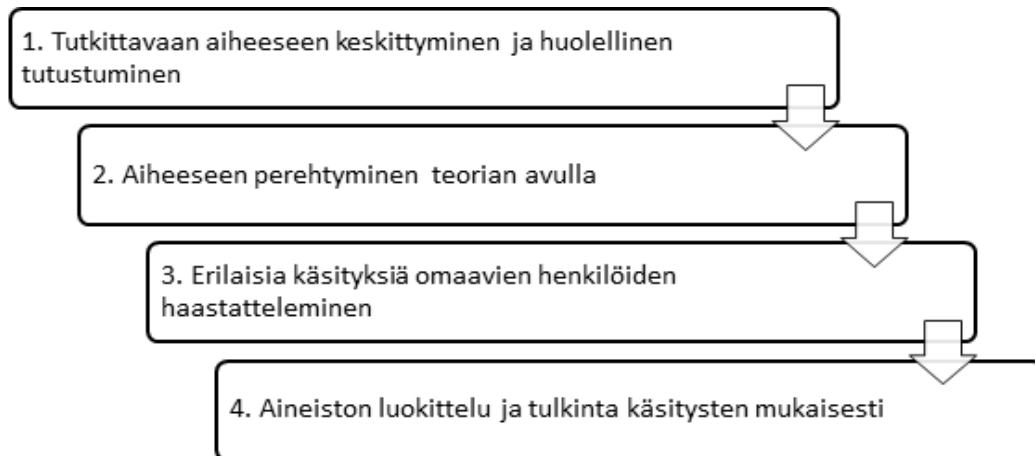 1. Tutkittavaan aiheeseen keskittyminen ja huolellinen
tutustuminen
2. Aiheeseen perehtyminen teorian avulla
3. Erilaisia käsityksiä omaavien henkilöiden
haastatteleminen
4. Aineiston luokittelu ja tulkinta käsitysten mukaisesti